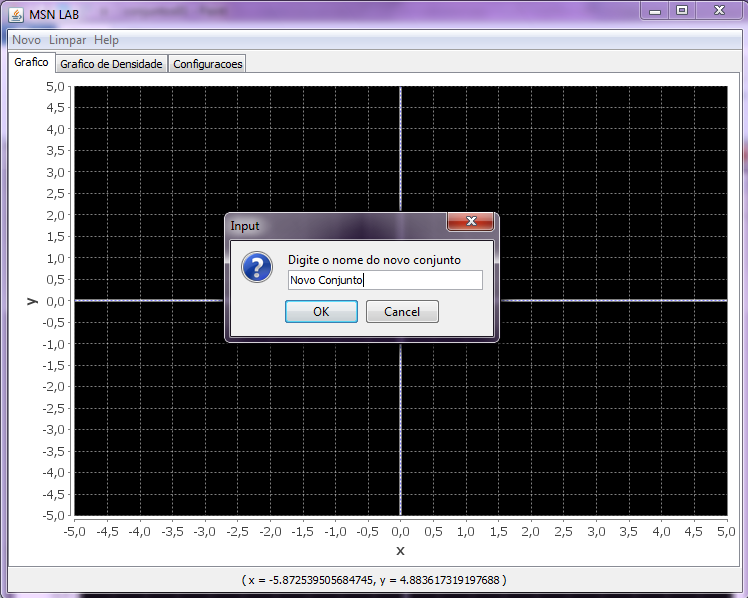 MSN LAB
Novo Limpar Help
Grafico Grafico de Densidade Configuracoes
5,0
4,5
4,0
3,5
3,0
2,5
2,0
1,5
1,0
0,5
0,0
-0,5
-1,0
-1,5
-2,0
-2,5
-3,0
-3,5
-4,0
-4,5
-5,0
y
Input
Digite o nome do novo conjunto
Novo Conjunto
OK Cancel
-5,0 -4,5 -4,0 -3,5 -3,0 -2,5 -2,0 -1,5 -1,0 -0,5 0,0 0,5 1,0 1,5 2,0 2,5 3,0 3,5 4,0 4,5 5,0
x
( x = -5.872539505684745, y = 4.883617319197688 )